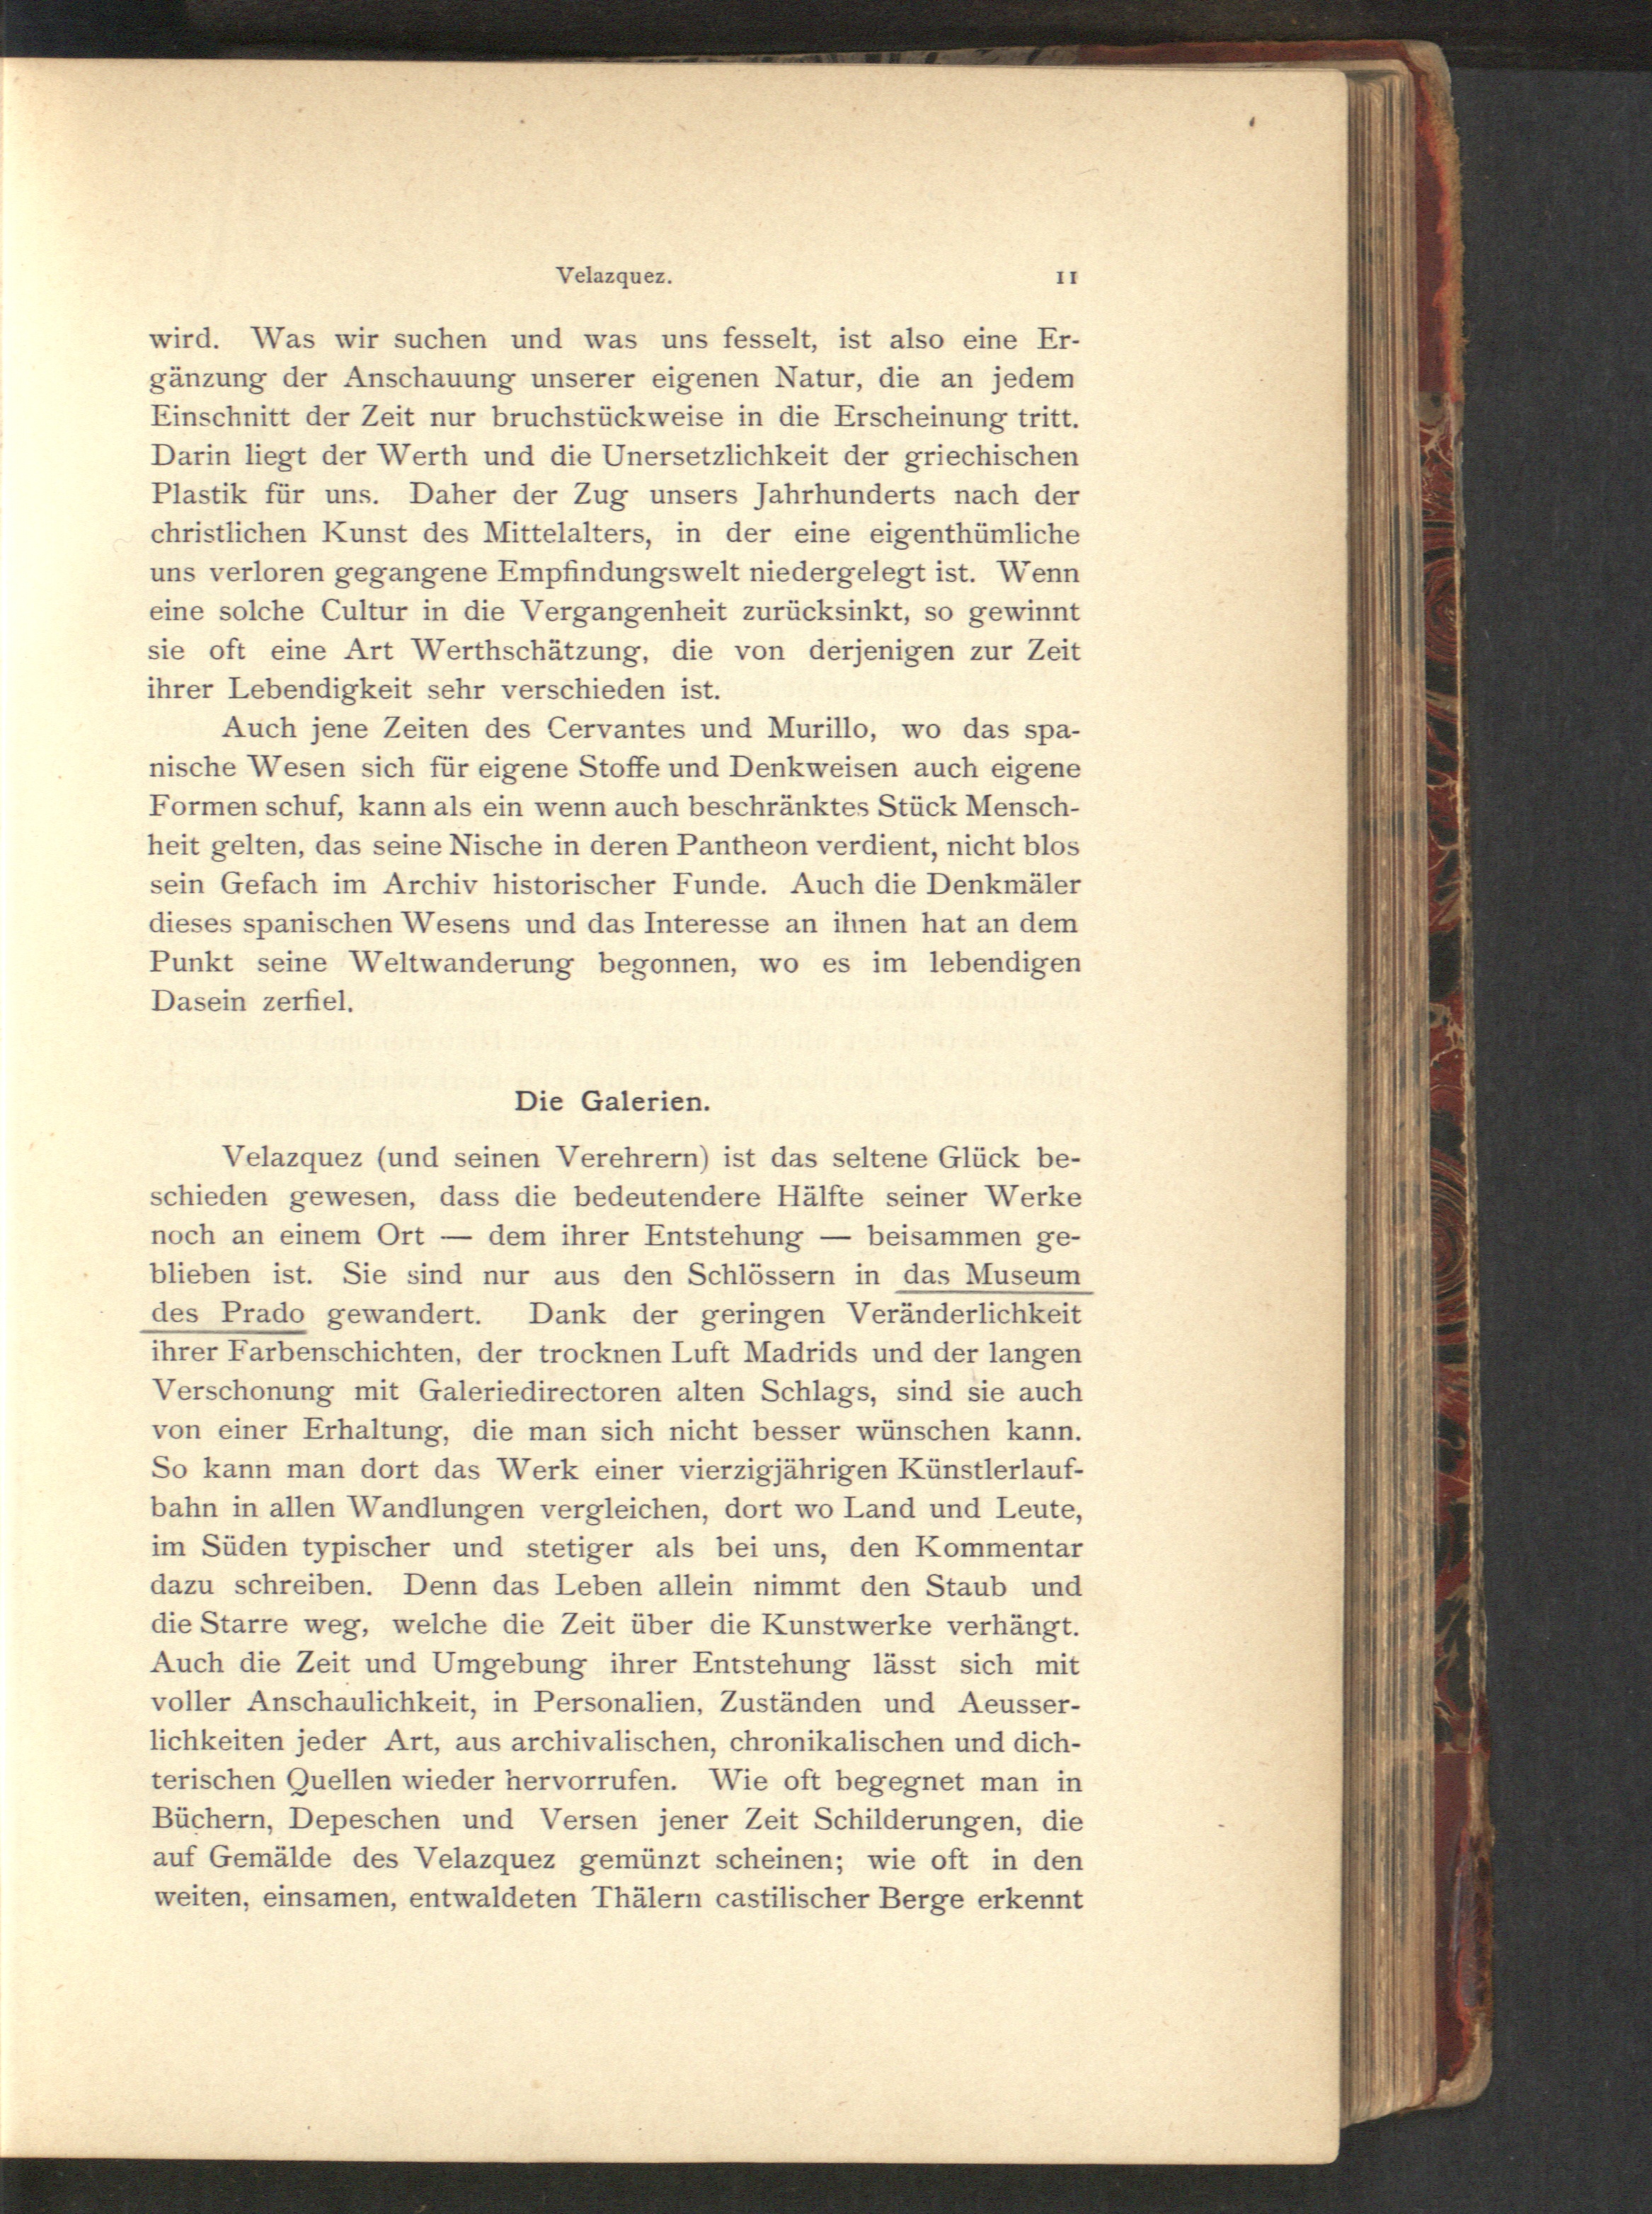 Velazquez. 11
wird. Was wir suchen und was uns fesselt, ist also eine Er-
gänzung der Anschauung unserer eigenen Natur, die an jedem
Einschnitt der Zeit nur bruchstückweise in die Erscheinung tritt.
Darin liegt der Werth und die Unersetzlichkeit der griechischen
Plastik für uns. Daher der Zug unsers Jahrhunderts nach der
christlichen Kunst des Mittelalters, in der eine eigenthümliche
uns verloren gegangene Empfindungswelt niedergelegt ist. Wenn
eine solche Cultur in die Vergangenheit zurücksinkt, so gewinnt
sie oft eine Art Werthschätzung, die von derjenigen zur Zeit
ihrer Lebendigkeit sehr verschieden ist.
Auch jene Zeiten des Cervantes und Murillo, wo das spa-
nische Wesen sich für eigene Stoffe und Denkweisen auch eigene
Formen schuf, kann als ein wenn auch beschränktes Stück Mensch-
heit gelten, das seine Nische in deren Pantheon verdient, nicht blos
sein Gefach im Archiv historischer Funde. Auch die Denkmäler
dieses spanischen Wesens und das Interesse an ihnen hat an dem
Punkt seine Weltwanderung begonnen, wo es im lebendigen
Dasein zerfiel.
Die Galerien.
Velazquez (und seinen Verehrern) ist das seltene Glück be-
schieden gewesen, dass die bedeutendere Hälfte seiner Werke
noch an einem Ort — dem ihrer Entstehung — beisammen ge-
blieben ist. Sie sind nur aus den Schlössern in das Museum
des Prado gewandert. Dank der geringen Veränderlichkeit
ihrer Farbenschichten, der trocknen Luft Madrids und der langen
Verschonung mit Galeriedirectoren alten Schlags, sind sie auch
von einer Erhaltung, die man sich nicht besser wünschen kann.
So kann man dort das Werk einer vierzigjährigen Künstlerlauf-
bahn in allen Wandlungen vergleichen, dort wo Land und Leute,
im Süden typischer und stetiger als bei uns, den Kommentar
dazu schreiben. Denn das Leben allein nimmt den Staub und
die Starre weg, welche die Zeit über die Kunstwerke verhängt.
Auch die Zeit und Umgebung ihrer Entstehung lässt sich mit
voller Anschaulichkeit, in Personalien, Zuständen und Aeusser-
lichkeiten jeder Art, aus archivalischen, chronikalischen und dich-
terischen Quellen wieder hervorrufen. Wie oft begegnet man in
Büchern, Depeschen und Versen jener Zeit Schilderungen, die
auf Gemälde des Velazquez gemünzt scheinen; wie oft in den
weiten, einsamen, entwaldeten Thälern castilischer Berge erkennt